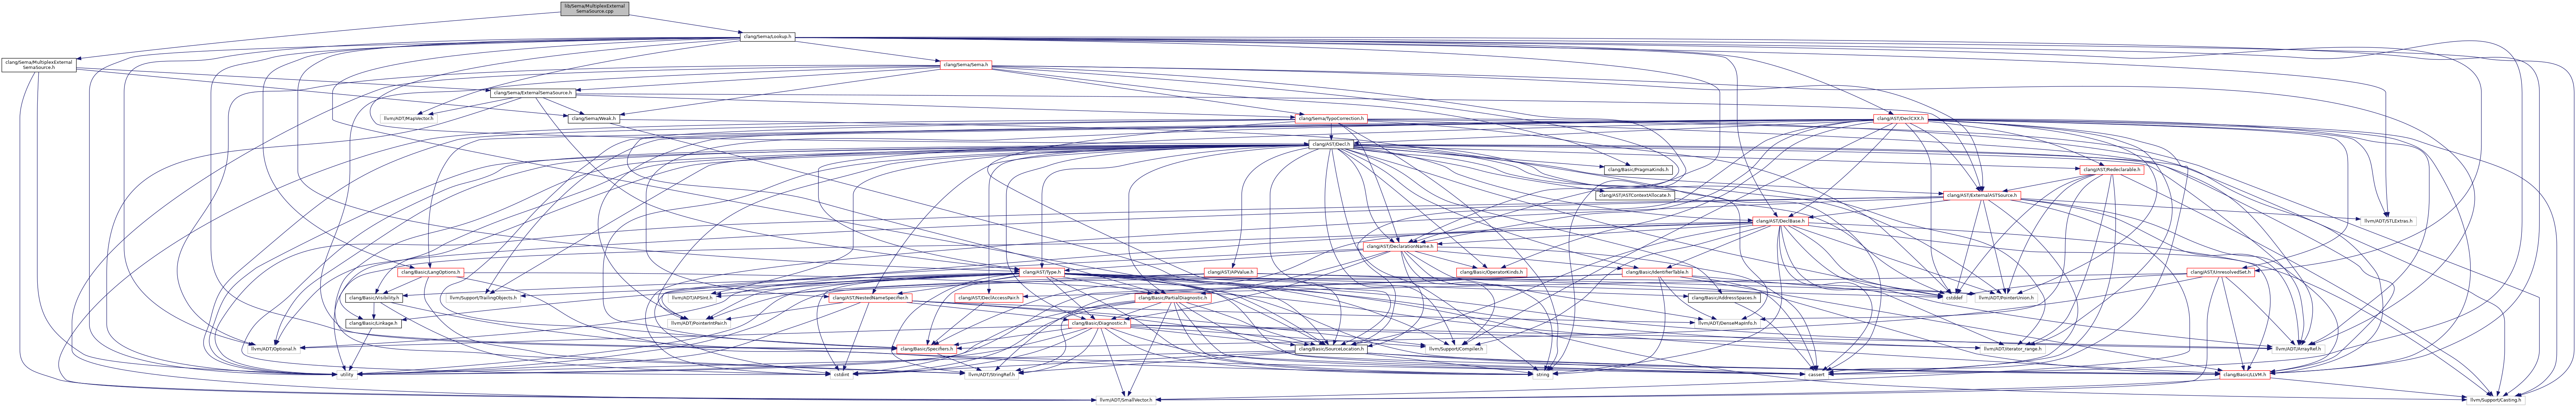 lib/Sema/MultiplexExternal
SemaSource.cpp
clang/Sema/Lookup.h
clang/Sema/MultiplexExternal
SemaSource.h
clang/Sema/Sema.h
clang/Sema/ExternalSemaSource.h
llvm/ADT/MapVector.h
clang/Sema/Weak.h
clang/Sema/TypoCorrection.h
clang/AST/DeclCXX.h
clang/AST/Decl.h
clang/Basic/PragmaKinds.h
clang/AST/Redeclarable.h
clang/AST/ASTContextAllocate.h
clang/AST/ExternalASTSource.h
clang/AST/DeclBase.h
llvm/ADT/STLExtras.h
clang/AST/DeclarationName.h
clang/Basic/LangOptions.h
clang/AST/Type.h
clang/AST/APValue.h
clang/Basic/OperatorKinds.h
clang/Basic/IdentifierTable.h
clang/AST/UnresolvedSet.h
clang/Basic/Visibility.h
llvm/Support/TrailingObjects.h
llvm/ADT/APSInt.h
clang/AST/NestedNameSpecifier.h
clang/AST/DeclAccessPair.h
clang/Basic/PartialDiagnostic.h
clang/Basic/AddressSpaces.h
cstddef
llvm/ADT/PointerUnion.h
clang/Basic/Linkage.h
llvm/ADT/PointerIntPair.h
clang/Basic/Diagnostic.h
llvm/ADT/DenseMapInfo.h
llvm/ADT/Optional.h
clang/Basic/Specifiers.h
clang/Basic/SourceLocation.h
llvm/Support/Compiler.h
llvm/ADT/iterator_range.h
llvm/ADT/ArrayRef.h
utility
cstdint
llvm/ADT/StringRef.h
string
cassert
clang/Basic/LLVM.h
llvm/ADT/SmallVector.h
llvm/Support/Casting.h